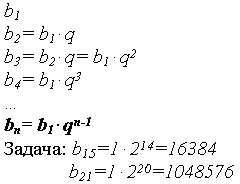 b₁
b₂= b₁· q
b₃= b₂ · q= b₁ · q²
b₄= b₁· q³
...
bₙ= b₁· qⁿ⁻¹
Задача: b₁₅=1 · 2¹⁴=16384
b₂₁=1 · 2²⁰=1048576